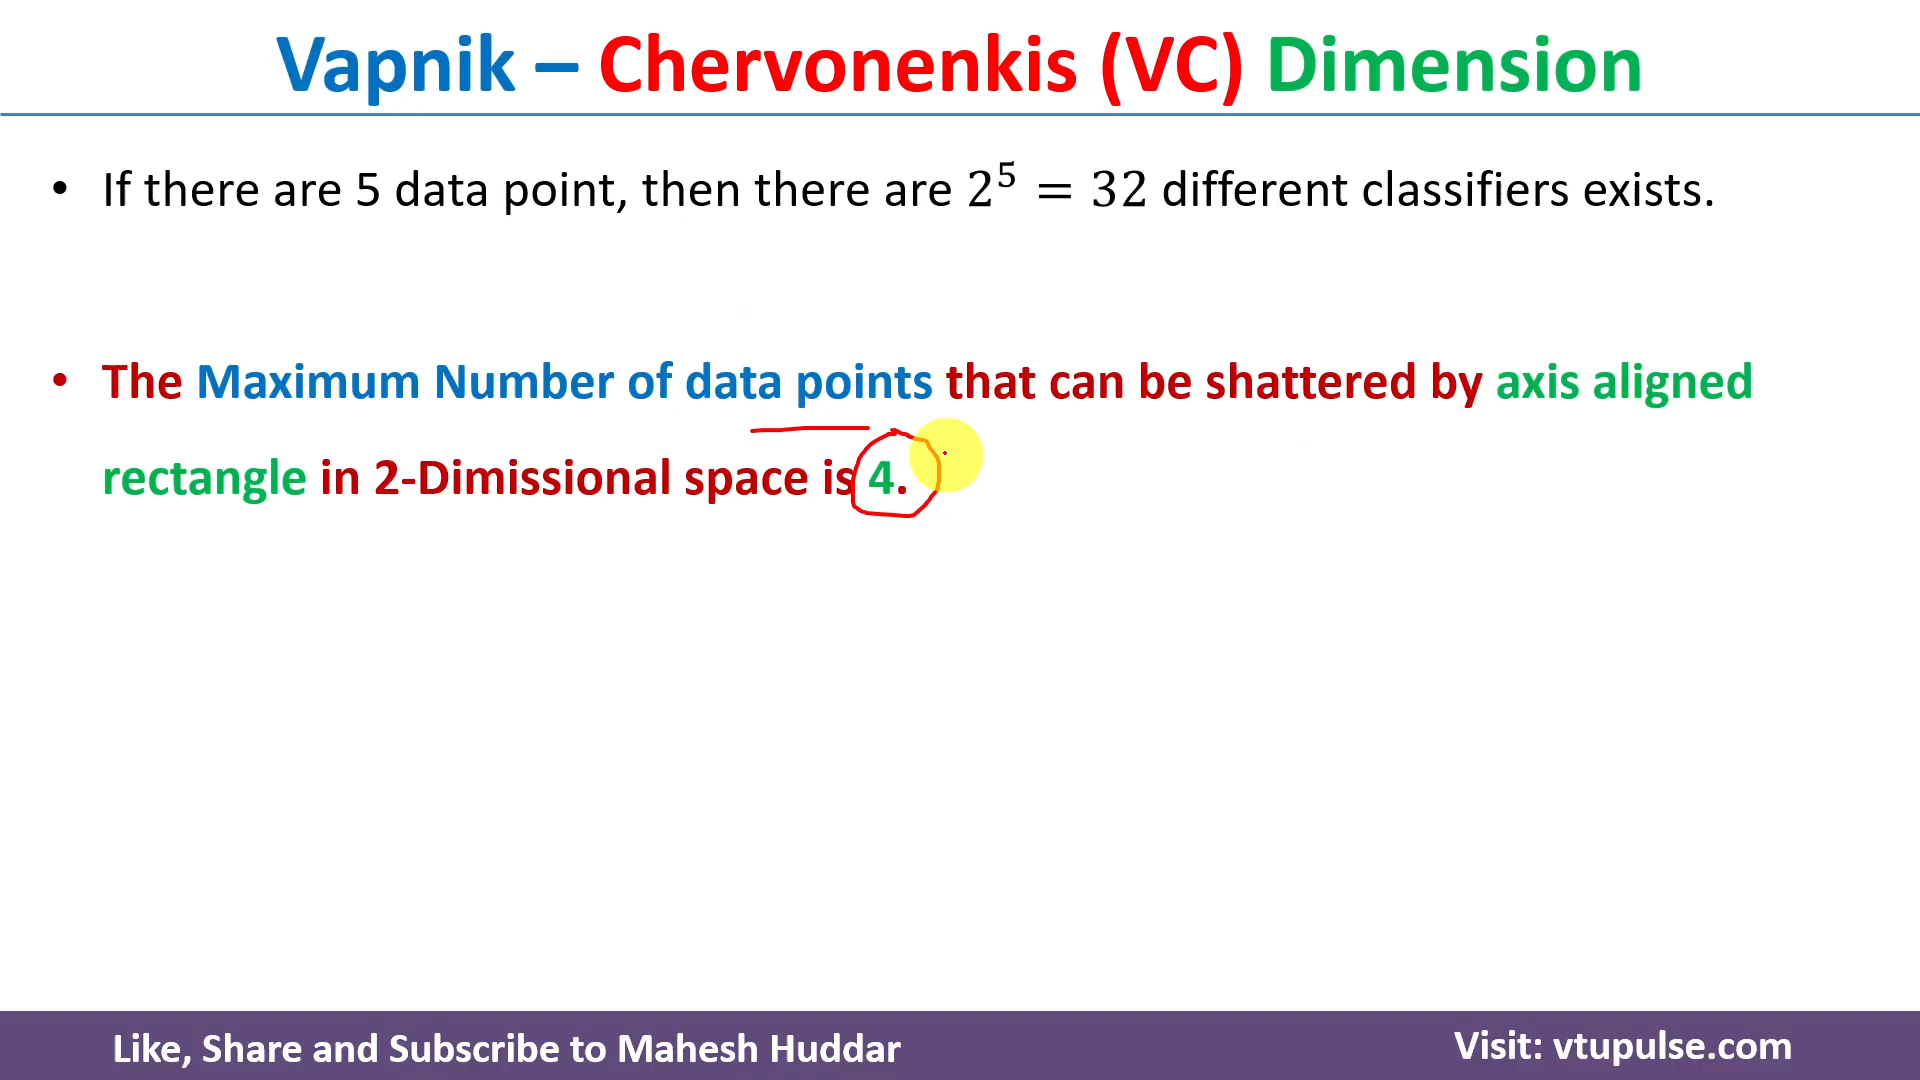 Vapnik – Chervonenkis (VC) Dimension
• If there are 5 data point, then there are 2⁵ = 32 different classifiers exists.
• The Maximum Number of data points that can be shattered by axis aligned
rectangle in 2-Dimissional space is 4.
Like, Share and Subscribe to Mahesh Huddar
Visit: vtupulse.com